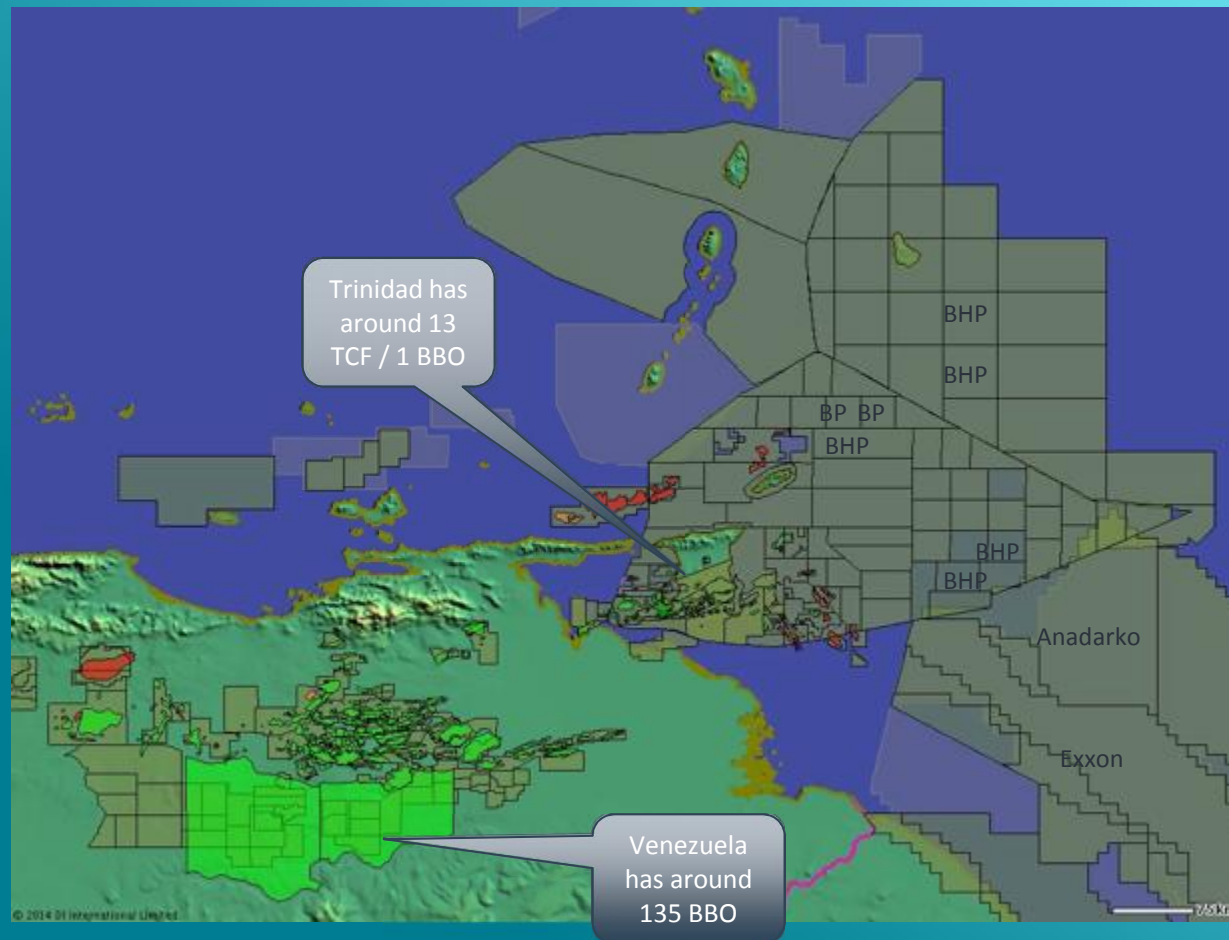 Trinidad has
around 13
TCF / 1 BBO
BHP
BHP
BP BP
BHP
BHP
BHP
Anadarko
Exxon
Venezuela
has around
135 BBO
© 2014 DI International Limited
75km